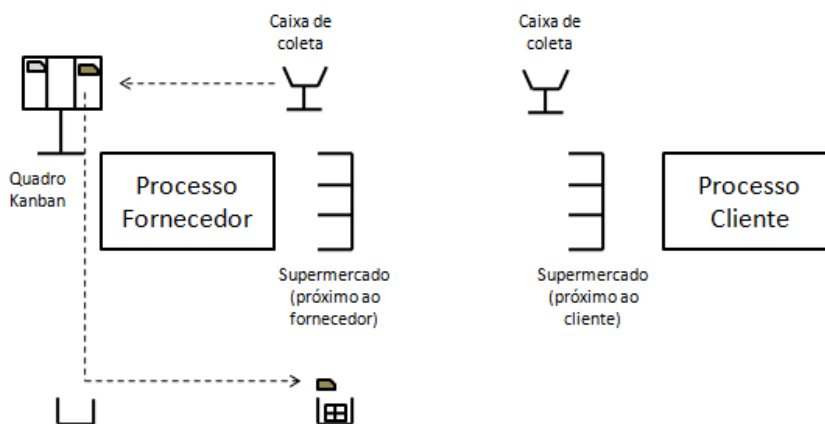 Caixa de
coleta
Caixa de
coleta
Quadro
Kanban
Processo
Fornecedor
Processo
Cliente
Supermercado
(próximo ao
fornecedor)
Supermercado
(próximo ao
cliente)